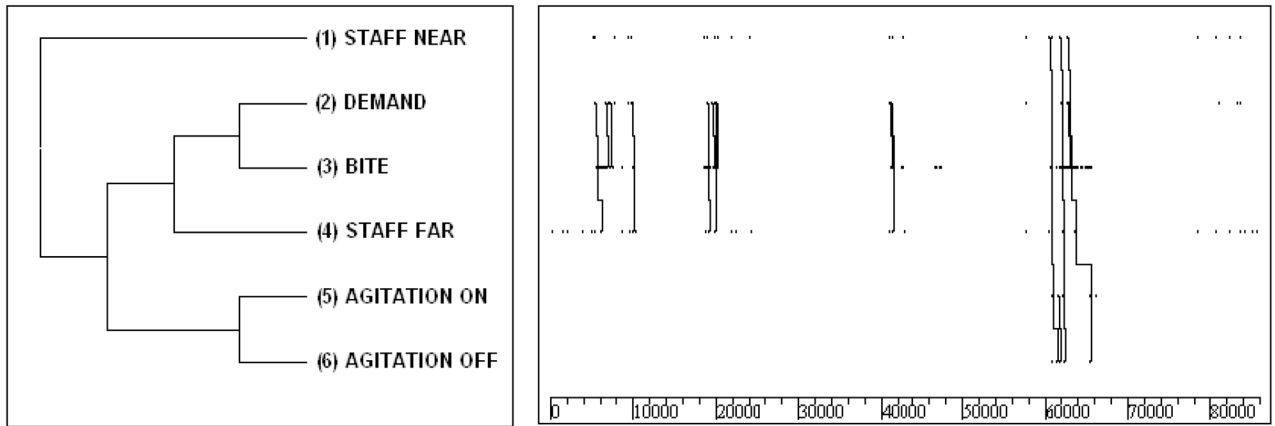 (1) STAFF NEAR
(2) DEMAND
(3) BITE
(4) STAFF FAR
(5) AGITATION ON
(6) AGITATION OFF
0 10000 20000 30000 40000 50000 60000 70000 80000